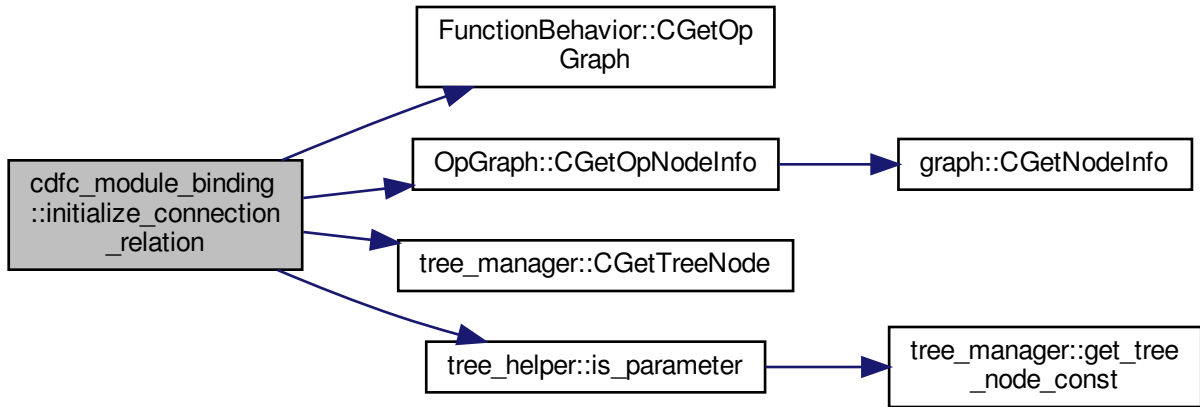 cdfc_module_binding
::initialize_connection
_relation
FunctionBehavior::CGetOp
Graph
OpGraph::CGetOpNodeInfo
graph::CGetNodeInfo
tree_manager::CGetTreeNode
tree_helper::is_parameter
tree_manager::get_tree
_node_const